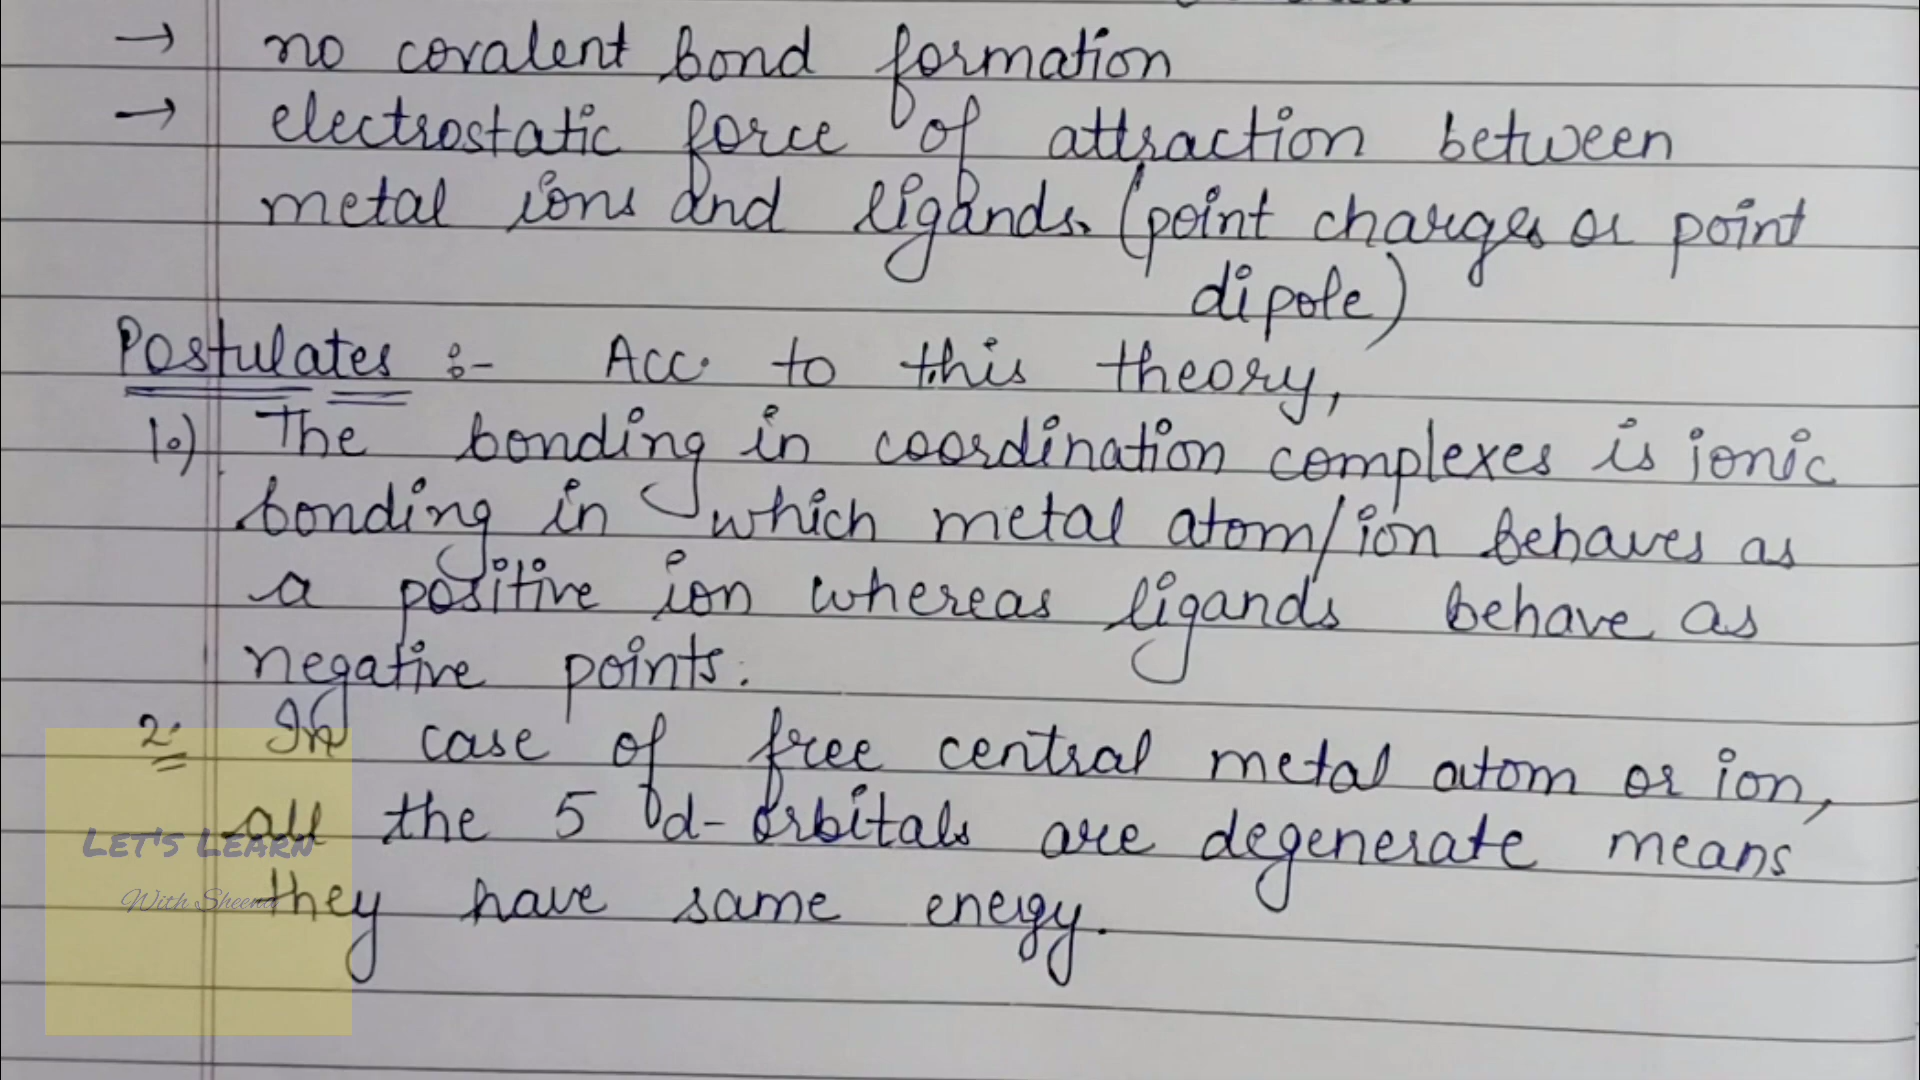 → no covalent bond formation
→ electrostatic force of attraction between
metal ions and ligands. (point charges or point
dipole)
Postulates :- Acc. to this theory,
1.) The bonding in coordination complexes is ionic
bonding in which metal atom/ion behaves as
a positive ion whereas ligands behave as
negative points.
2. In case of free central metal atom or ion,
all the 5 d-orbitals are degenerate means
they have same energy.
LET'S LEARN
With Sheena